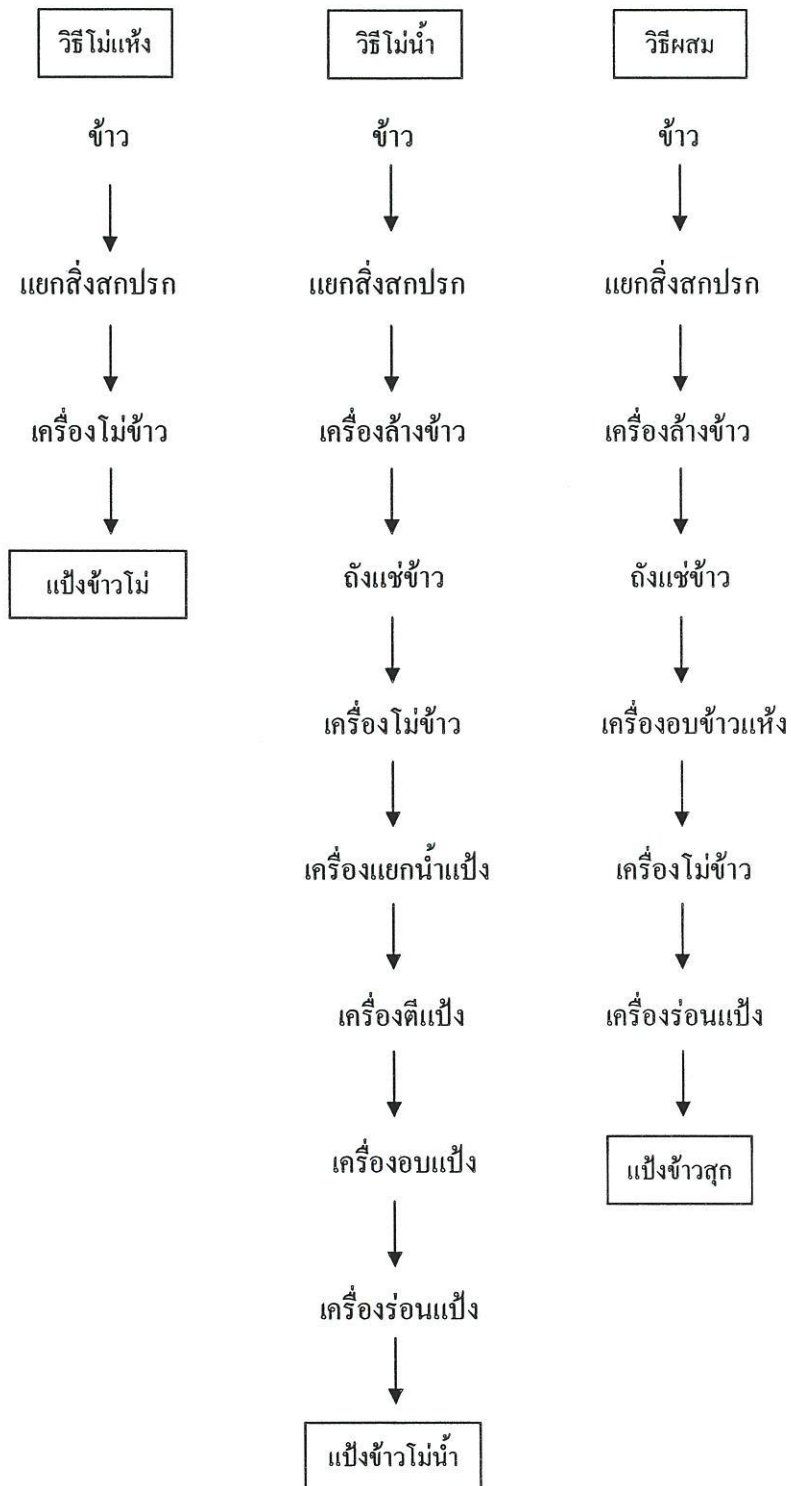 วิธีโม่แห้ง
ข้าว
แยกสิ่งสกปรก
เครื่องโม่ข้าว
แป้งข้าวโม่
วิธีโม่น้ำ
ข้าว
แยกสิ่งสกปรก
เครื่องล้างข้าว
ถังแช่ข้าว
เครื่องโม่ข้าว
เครื่องแยกน้ำแป้ง
เครื่องตีแป้ง
เครื่องอบแป้ง
เครื่องร่อนแป้ง
แป้งข้าวโม่น้ำ
วิธีผสม
ข้าว
แยกสิ่งสกปรก
เครื่องล้างข้าว
ถังแช่ข้าว
เครื่องอบข้าวแห้ง
เครื่องโม่ข้าว
เครื่องร่อนแป้ง
แป้งข้าวสุก